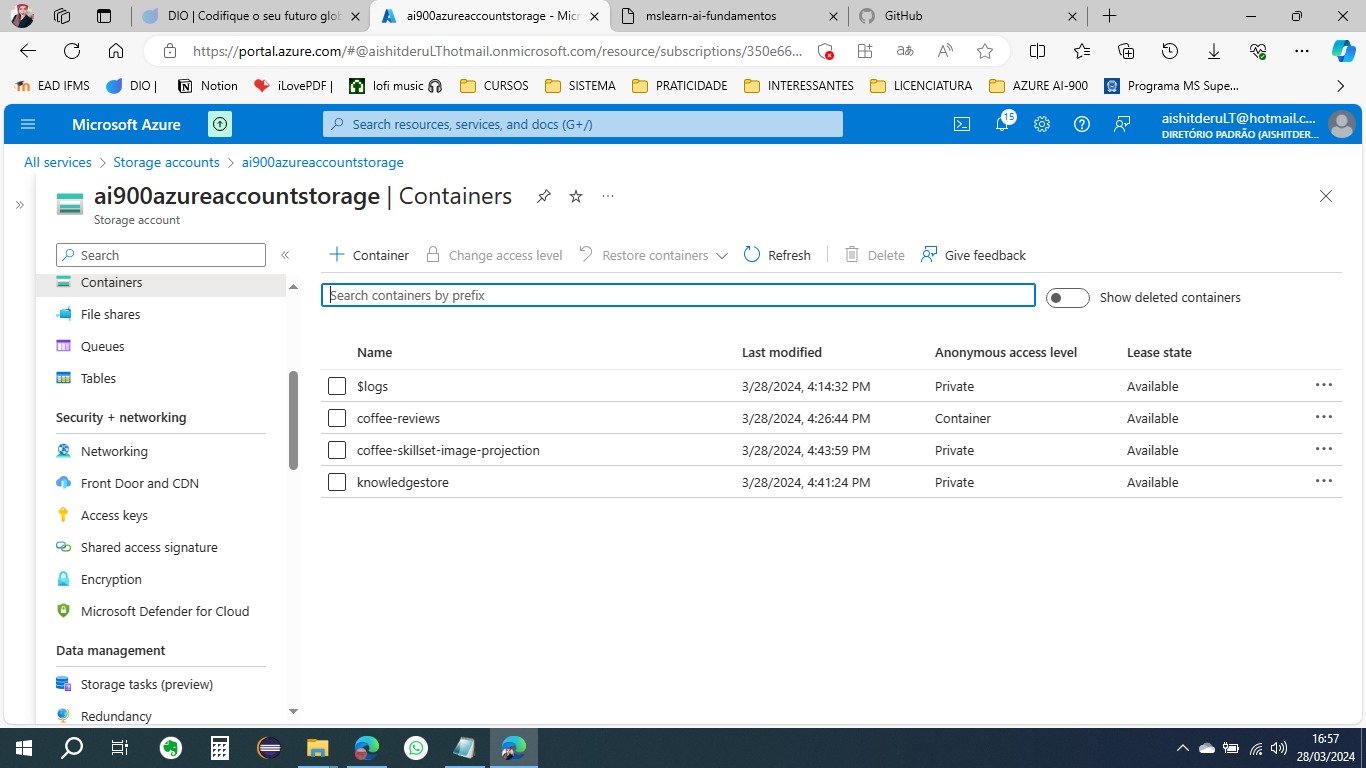 DIO | Codifique o seu futuro glob
ai900azureaccountstorage - Micr
mslearn-ai-fundamentos
GitHub
https://portal.azure.com/#@aishitderuLThotmail.onmicrosoft.com/resource/subscriptions/350e66...
EAD IFMS
DIO |
Notion
iLovePDF |
lofi music
CURSOS
SISTEMA
PRATICIDADE
INTERESSANTES
LICENCIATURA
AZURE AI-900
Programa MS Supe...
Microsoft Azure
Search resources, services, and docs (G+/)
15
aishitderuLT@hotmail.c...
DIRETÓRIO PADRÃO (AISHITDER...
All services > Storage accounts > ai900azureaccountstorage
ai900azureaccountstorage | Containers
Storage account
Search
Container
Change access level
Restore containers
Refresh
Delete
Give feedback
Containers
File shares
Queues
Tables
Security + networking
Networking
Front Door and CDN
Access keys
Shared access signature
Encryption
Microsoft Defender for Cloud
Data management
Storage tasks (preview)
Redundancy
Search containers by prefix
Show deleted containers
Name Last modified Anonymous access level Lease state
$logs 3/28/2024, 4:14:32 PM Private Available
coffee-reviews 3/28/2024, 4:26:44 PM Container Available
coffee-skillset-image-projection 3/28/2024, 4:43:59 PM Private Available
knowledgestore 3/28/2024, 4:41:24 PM Private Available
16:57
28/03/2024